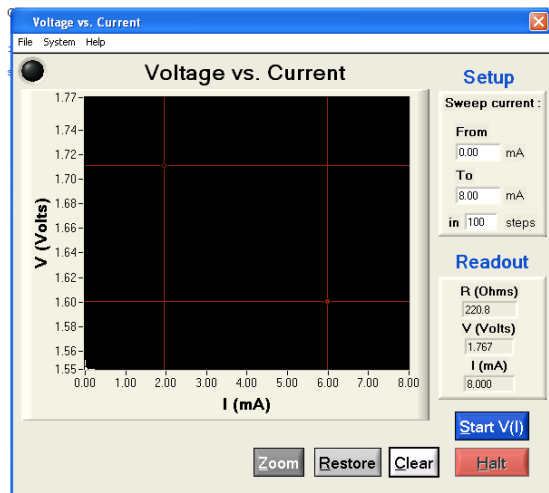 Voltage vs. Current
File System Help
Voltage vs. Current
Setup
Sweep current :
From
0.00 mA
To
8.00 mA
in 100 steps
Readout
R (Ohms)
220.8
V (Volts)
1.767
I (mA)
8.000
V (Volts)
1.77-
1.74-
1.72-
1.70-
1.68-
1.66-
1.64-
1.62-
1.60-
1.58-
1.56-
1.55-
0.00 1.00 2.00 3.00 4.00 5.00 6.00 7.00 8.00
I (mA)
Start V(I)
Zoom Restore Clear Halt